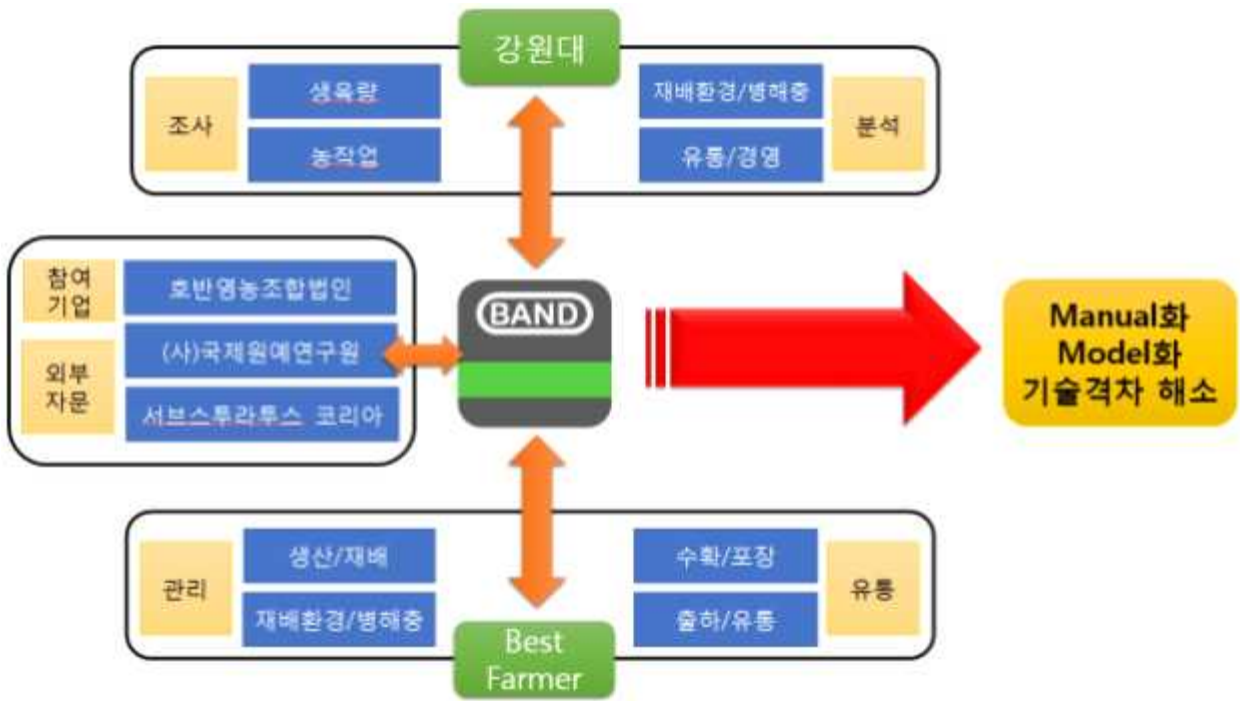 강원대
조사
생육량
농작업
재배환경/병해충
유통/경영
분석
참여
기업
호반영농조합법인
(사)국제원예연구원
외부
자문
서브스투라투스 코리아
BAND
Manual화
Model화
기술격차 해소
관리
생산/재배
재배환경/병해충
수확/포장
출하/유통
유통
Best
Farmer